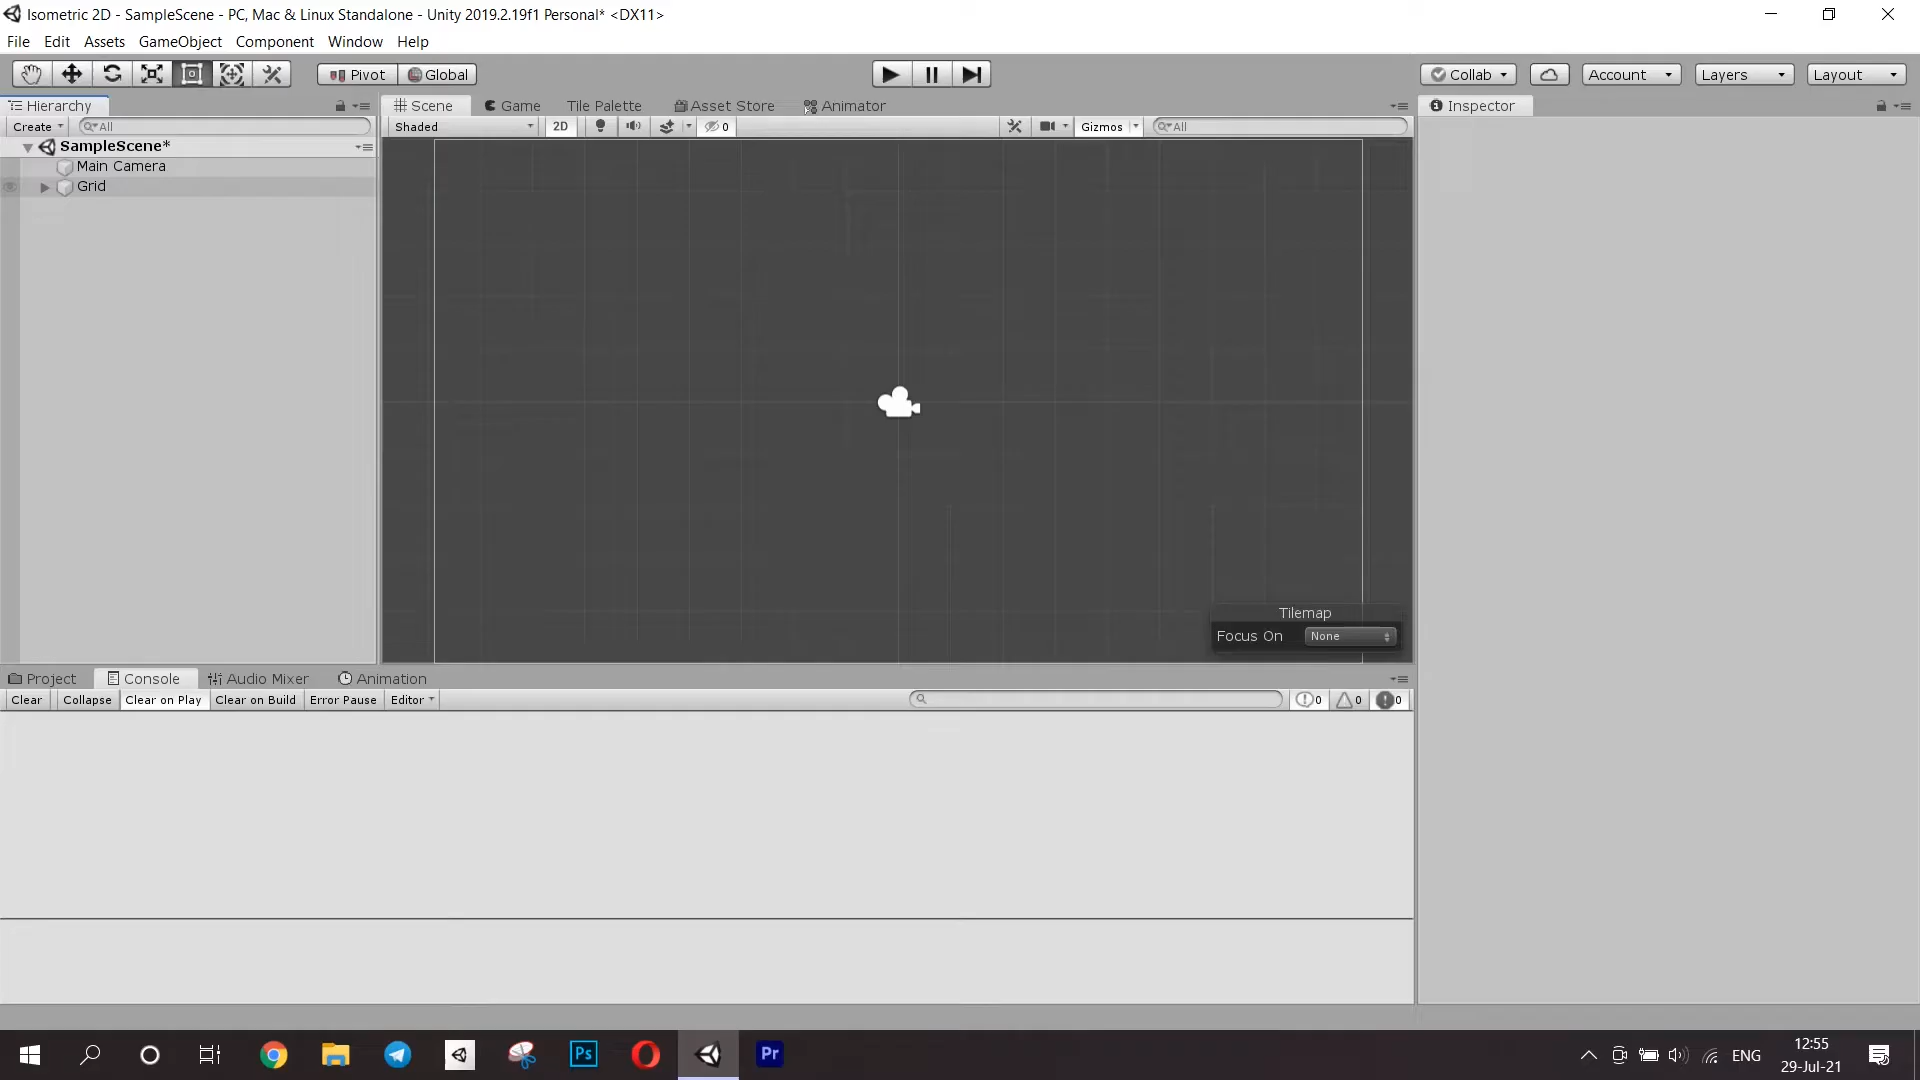 Isometric 2D - SampleScene - PC, Mac & Linux Standalone - Unity 2019.2.19f1 Personal* <DX11>
File Edit Assets GameObject Component Window Help
Pivot Global Collab Account Layers Layout
Hierarchy Scene Game Tile Palette Asset Store Animator Inspector
Create All Shaded 2D 0 Gizmos All
SampleScene*
Main Camera
Grid
Tilemap
Focus On None
Project Console Audio Mixer Animation
Clear Collapse Clear on Play Clear on Build Error Pause Editor 0 0 0
Ps Pr ENG 12:55
29-Jul-21